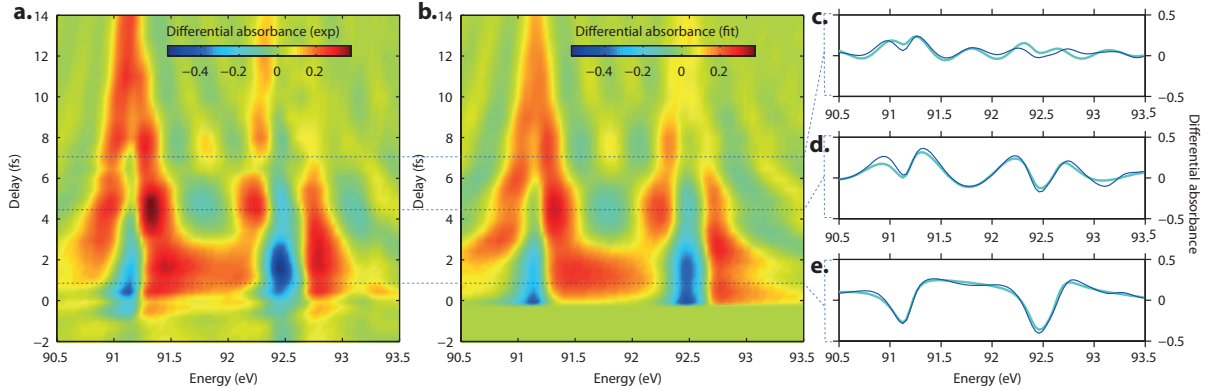 a.
Differential absorbance (exp)
−0.4 −0.2 0 0.2
14
12
10
8
6
4
2
0
−2
Delay (fs)
90.5 91 91.5 92 92.5 93 93.5
Energy (eV)
b.
Differential absorbance (fit)
−0.4 −0.2 0 0.2
14
12
10
8
6
4
2
0
−2
Delay (fs)
90.5 91 91.5 92 92.5 93 93.5
Energy (eV)
c.
0.5
0
−0.5
90.5 91 91.5 92 92.5 93 93.5
d.
0.5
0
−0.5
90.5 91 91.5 92 92.5 93 93.5
e.
0.5
0
−0.5
90.5 91 91.5 92 92.5 93 93.5
Energy (eV)
Differential absorbance